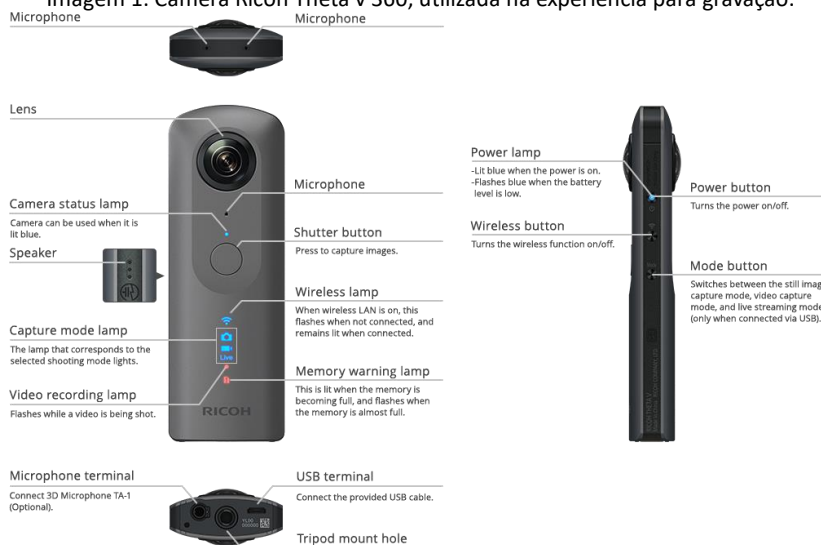 Imagem 1: Câmera Ricoh Theta V 360, utilizada na experiência para gravação.
Microphone
Microphone
Lens
Microphone
Camera status lamp
Camera can be used when it is
lit blue.
Shutter button
Press to capture images.
Speaker
Wireless lamp
When wireless LAN is on, this
flashes when not connected, and
remains lit when connected.
Capture mode lamp
The lamp that corresponds to the
selected shooting mode lights.
Live
Memory warning lamp
This is lit when the memory is
becoming full, and flashes when
the memory is almost full.
Video recording lamp
Flashes while a video is being shot.
RICOH
Microphone terminal
Connect 3D Microphone TA-1
(Optional).
USB terminal
Connect the provided USB cable.
Tripod mount hole
Power lamp
-Lit blue when the power is on.
-Flashes blue when the battery
level is low.
Power button
Turns the power on/off.
Wireless button
Turns the wireless function on/off.
Mode button
Switches between the still imag
capture mode, video capture
mode, and live streaming mode
(only when connected via USB).